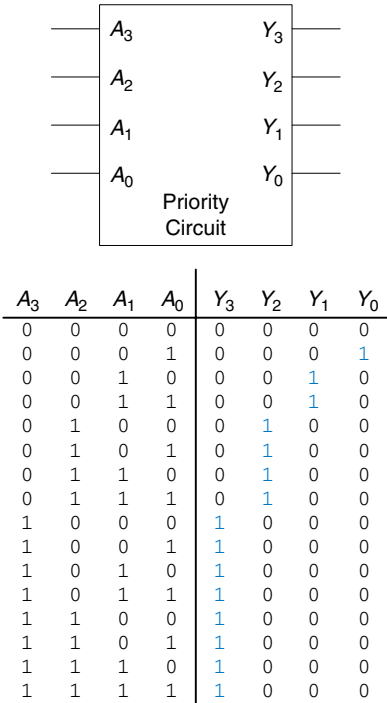 A3 Y3
A2 Y2
A1 Y1
A0 Y0
Priority
Circuit
A3 A2 A1 A0 Y3 Y2 Y1 Y0
0 0 0 0 0 0 0 0
0 0 0 1 0 0 0 1
0 0 1 0 0 0 1 0
0 0 1 1 0 0 1 0
0 1 0 0 0 1 0 0
0 1 0 1 0 1 0 0
0 1 1 0 0 1 0 0
0 1 1 1 0 1 0 0
1 0 0 0 1 0 0 0
1 0 0 1 1 0 0 0
1 0 1 0 1 0 0 0
1 0 1 1 1 0 0 0
1 1 0 0 1 0 0 0
1 1 0 1 1 0 0 0
1 1 1 0 1 0 0 0
1 1 1 1 1 0 0 0